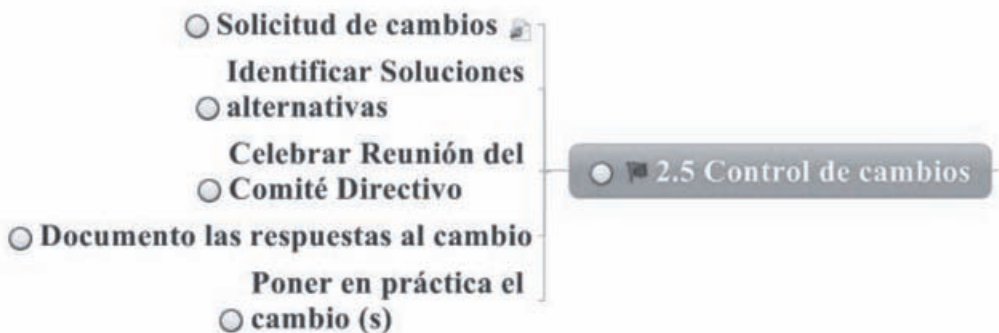 Solicitud de cambios
Identificar Soluciones
alternativas
Celebrar Reunión del
Comité Directivo
Documento las respuestas al cambio
Poner en práctica el
cambio (s)
2.5 Control de cambios